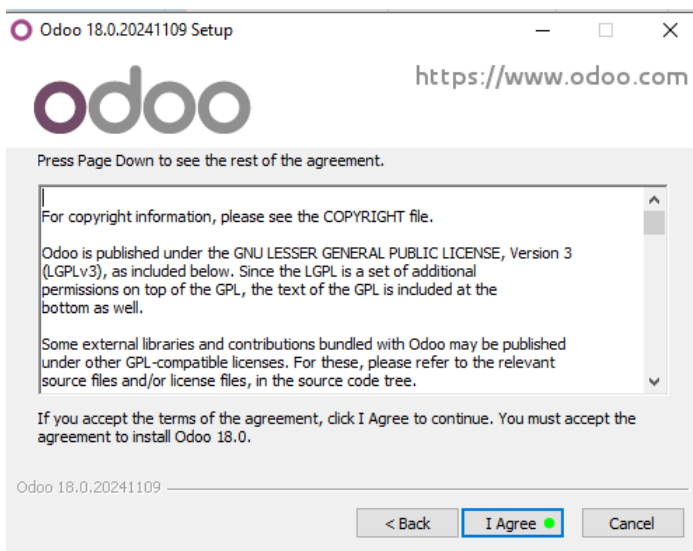 Odoo 18.0.20241109 Setup
odoo
https://www.odoo.com
Press Page Down to see the rest of the agreement.
For copyright information, please see the COPYRIGHT file.
Odoo is published under the GNU LESSER GENERAL PUBLIC LICENSE, Version 3
(LGPLv3), as included below. Since the LGPL is a set of additional
permissions on top of the GPL, the text of the GPL is included at the
bottom as well.
Some external libraries and contributions bundled with Odoo may be published
under other GPL-compatible licenses. For these, please refer to the relevant
source files and/or license files, in the source code tree.
If you accept the terms of the agreement, click I Agree to continue. You must accept the
agreement to install Odoo 18.0.
Odoo 18.0.20241109
< Back I Agree Cancel